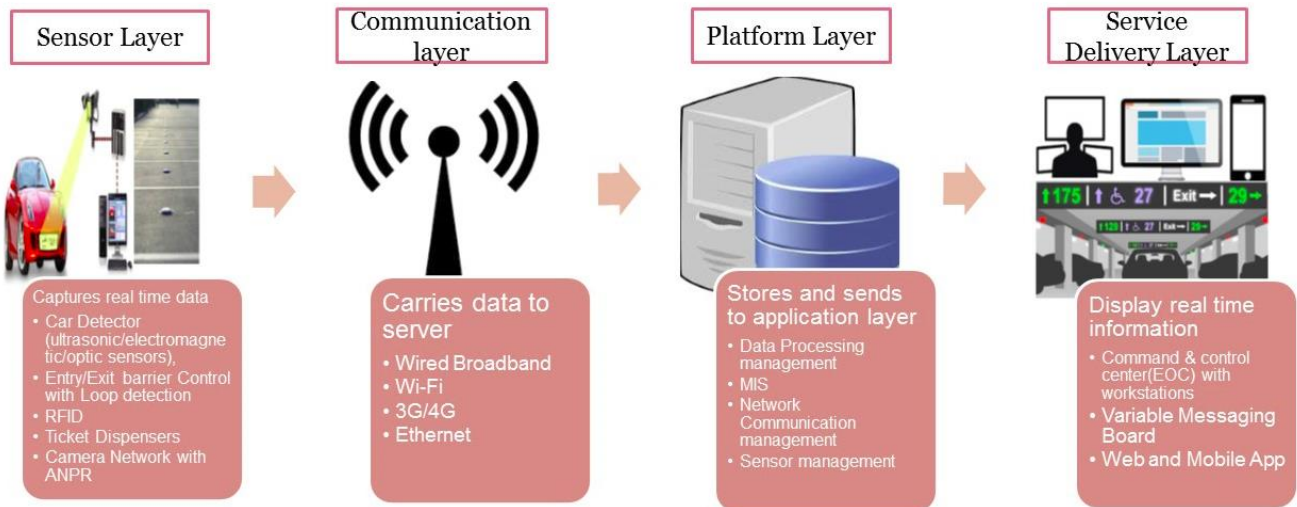 Sensor Layer
Communication
layer
Platform Layer
Service
Delivery Layer
↑175 | ↑ ♿ 27 | Exit→ | 29→
↑129 | ↑ ♿ 27 | Exit→ | 29→
Captures real time data
• Car Detector
(ultrasonic/electromagne
tic/optic sensors),
• Entry/Exit barrier Control
with Loop detection
• RFID
• Ticket Dispensers
• Camera Network with
ANPR
Carries data to
server
• Wired Broadband
• Wi-Fi
• 3G/4G
• Ethernet
Stores and sends
to application layer
• Data Processing
management
• MIS
• Network
Communication
management
• Sensor management
Display real time
information
• Command & control
center(EOC) with
workstations
• Variable Messaging
Board
• Web and Mobile App